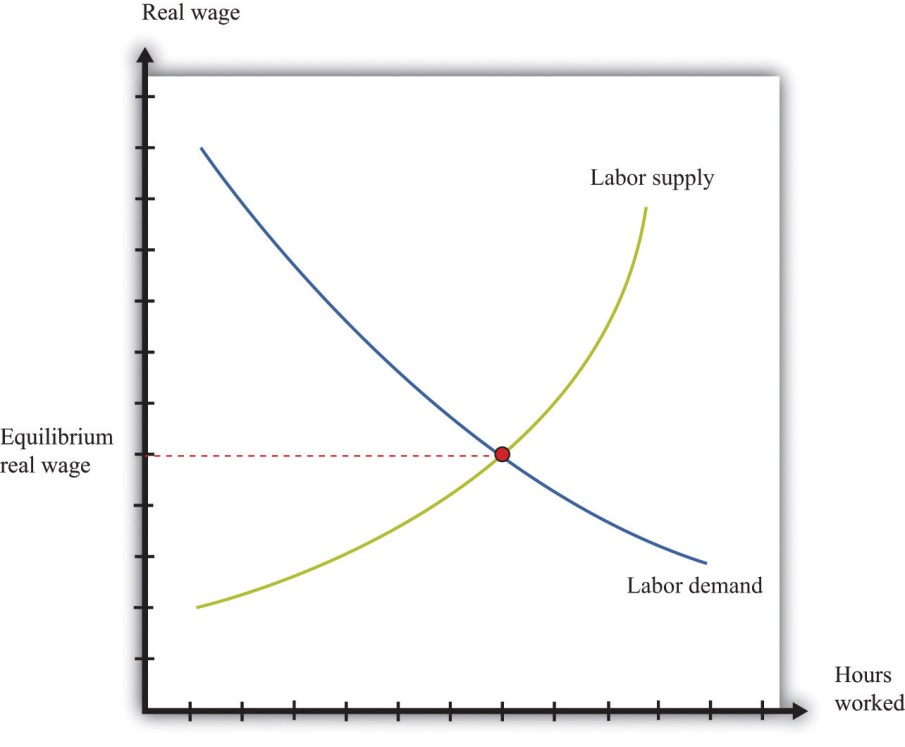 Real wage
Labor supply
Equilibrium
real wage
Labor demand
Hours
worked